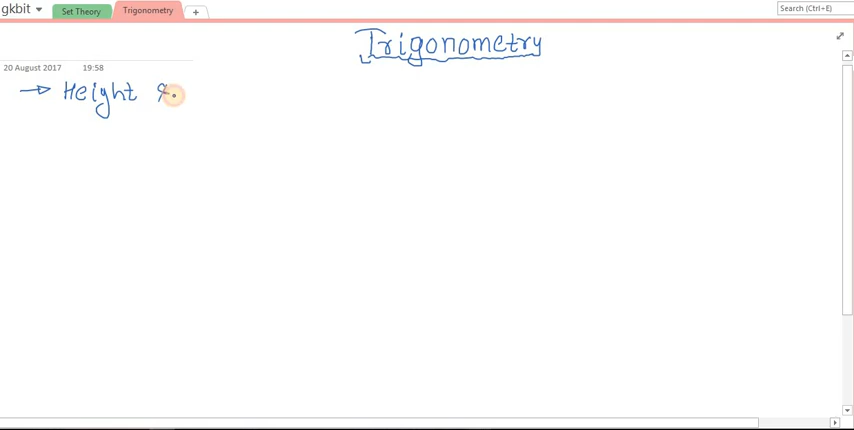 gkbit
Set Theory
Trigonometry
+
Search (Ctrl+E)
Trigonometry
20 August 2017 19:58
→ Height